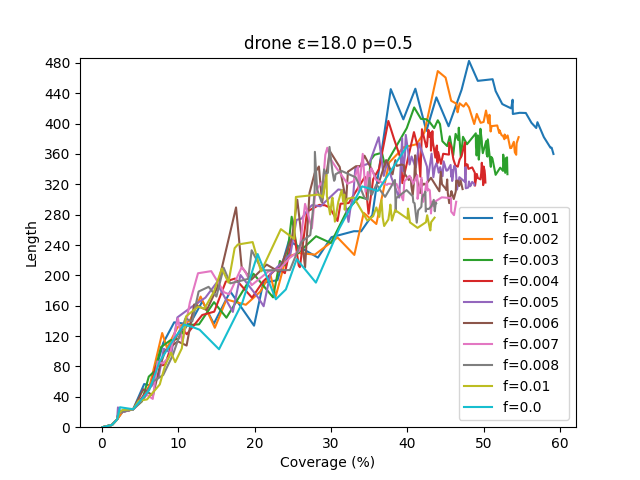 drone ε=18.0 p=0.5
Length
480
440
400
360
320
280
240
200
160
120
80
40
0
0 10 20 30 40 50 60
Coverage (%)
f=0.001
f=0.002
f=0.003
f=0.004
f=0.005
f=0.006
f=0.007
f=0.008
f=0.01
f=0.0